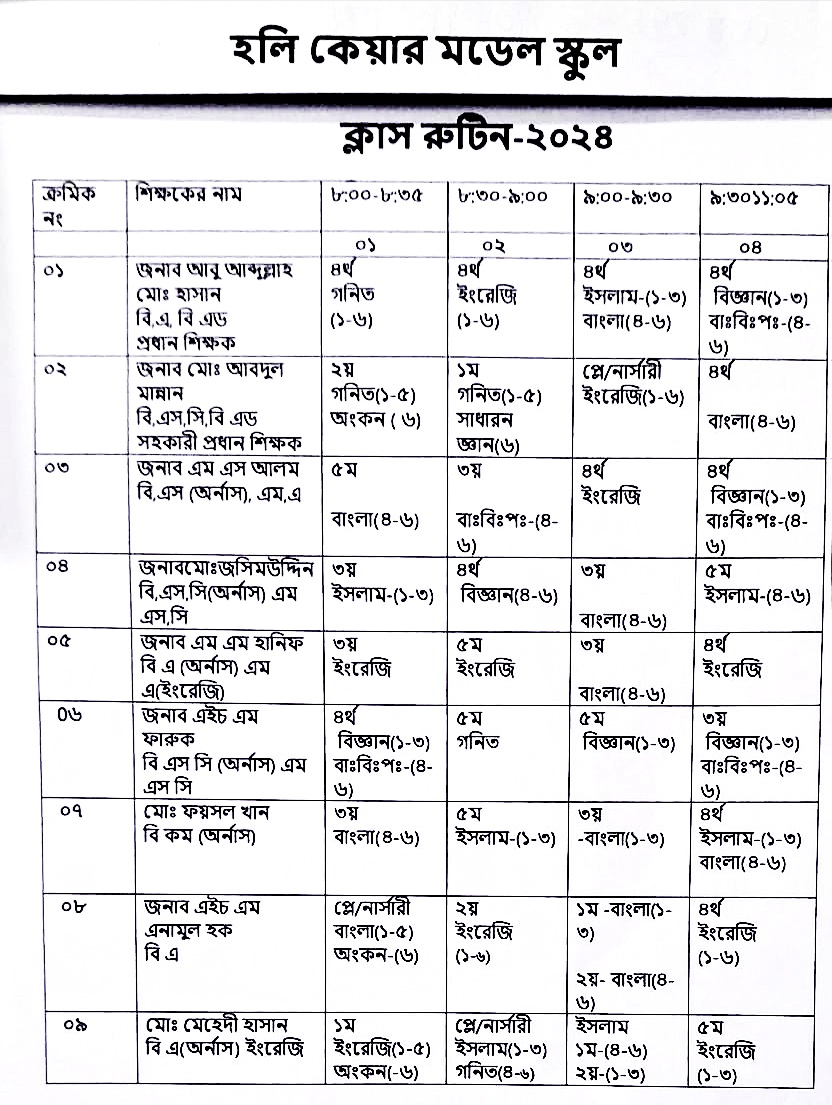 হলি কেয়ার মডেল স্কুল
ক্লাস রুটিন-২০২৪
ক্রমিক নং | শিক্ষকের নাম | ৮:০০-৮:৩৫ | ৮:৩০-৯:০০ | ৯:০০-৯:৩০ | ৯:৩০১১:০৫
০১ | ০২ | ০৩ | ০৪
০১ | জনাব আবু আব্দুল্লাহ | ৪র্থ | ৪র্থ | ৪র্থ | ৪র্থ
মোঃ হাসান | গনিত | ইংরেজি | ইসলাম-(১-৩) | বিজ্ঞান(১-৩)
বি,এ, বি এড | (১-৬) | (১-৬) | বাংলা(৪-৬) | বাঃবিঃপঃ-(৪-
প্রধান শিক্ষক | ৬)
০২ | জনাব মোঃ আবদুল | ২য় | ১ম | প্লে/নার্সারী | ৪র্থ
মান্নান | গনিত(১-৫) | গনিত(১-৫) | ইংরেজি(১-৬)
বি,এস,সি,বি এড | অংকন ( ৬) | সাধারন | বাংলা(৪-৬)
সহকারী প্রধান শিক্ষক | জ্ঞান(৬)
০৩ | জনাব এম এস আলম | ৫ম | ৩য় | ৪র্থ | ৪র্থ
বি,এস (অর্নাস), এম,এ | ইংরেজি | বিজ্ঞান(১-৩)
বাংলা(৪-৬) | বাঃবিঃপঃ-(৪- | বাঃবিঃপঃ-(৪-
৬) | ৬)
০৪ | জনাবমোঃজসিমউদ্দিন | ৩য় | ৪র্থ | ৩য় | ৫ম
বি,এস,সি(অর্নাস) এম | ইসলাম-(১-৩) | বিজ্ঞান(৪-৬) | ইসলাম-(৪-৬)
এস,সি | বাংলা(৪-৬)
০৫ | জনাব এম এম হানিফ | ৩য় | ৫ম | ৩য় | ৪র্থ
বি এ (অর্নাস) এম | ইংরেজি | ইংরেজি | ইংরেজি
এ(ইংরেজি) | বাংলা(৪-৬)
০৬ | জনাব এইচ এম | ৪র্থ | ৫ম | ৫ম | ৩য়
ফারুক | বিজ্ঞান(১-৩) | গনিত | বিজ্ঞান(১-৩) | বিজ্ঞান(১-৩)
বি এস সি (অর্নাস) এম | বাঃবিঃপঃ-(৪- | বাঃবিঃপঃ-(৪-
এস সি | ৬) | ৬)
০৭ | মোঃ ফয়সল খান | ৩য় | ৫ম | ৩য় | ৪র্থ
বি কম (অর্নাস) | বাংলা(৪-৬) | ইসলাম-(১-৩) | -বাংলা(১-৩) | ইসলাম-(১-৩)
বাংলা(৪-৬)
০৮ | জনাব এইচ এম | প্লে/নার্সারী | ২য় | ১ম -বাংলা(১- | ৪র্থ
এনামুল হক | বাংলা(১-৫) | ইংরেজি | ৩) | ইংরেজি
বি এ | অংকন-(৬) | (১-৬) | (১-৬)
২য়- বাংলা(৪-
৬)
০৯ | মোঃ মেহেদী হাসান | ১ম | প্লে/নার্সারী | ইসলাম | ৫ম
বি এ(অর্নাস) ইংরেজি | ইংরেজি(১-৫) | ইসলাম(১-৩) | ১ম-(৪-৬) | ইংরেজি
অংকন(-৬) | গনিত(৪-৬) | ২য়-(১-৩) | (১-৩)